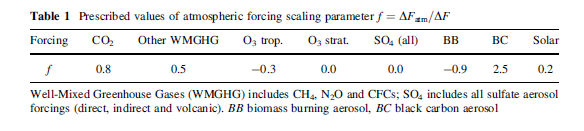 Table 1 Prescribed values of atmospheric forcing scaling parameter f = ΔFatm/ΔF
Forcing CO2 Other WMGHG O3 trop. O3 strat. SO4 (all) BB BC Solar
f 0.8 0.5 −0.3 0.0 0.0 −0.9 2.5 0.2
Well-Mixed Greenhouse Gases (WMGHG) includes CH4, N2O and CFCs; SO4 includes all sulfate aerosol
forcings (direct, indirect and volcanic). BB biomass burning aerosol, BC black carbon aerosol